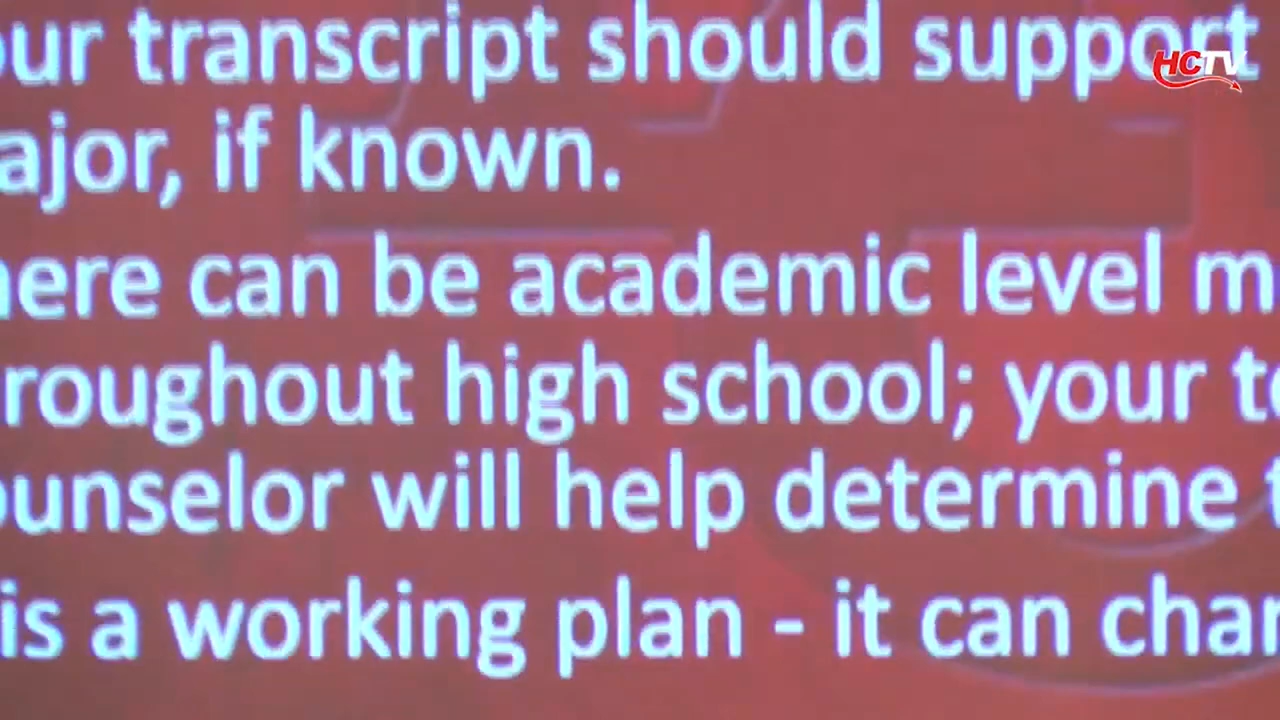 our transcript should support
HCTV
ajor, if known.
here can be academic level m
roughout high school; your te
ounselor will help determine t
is a working plan - it can chan